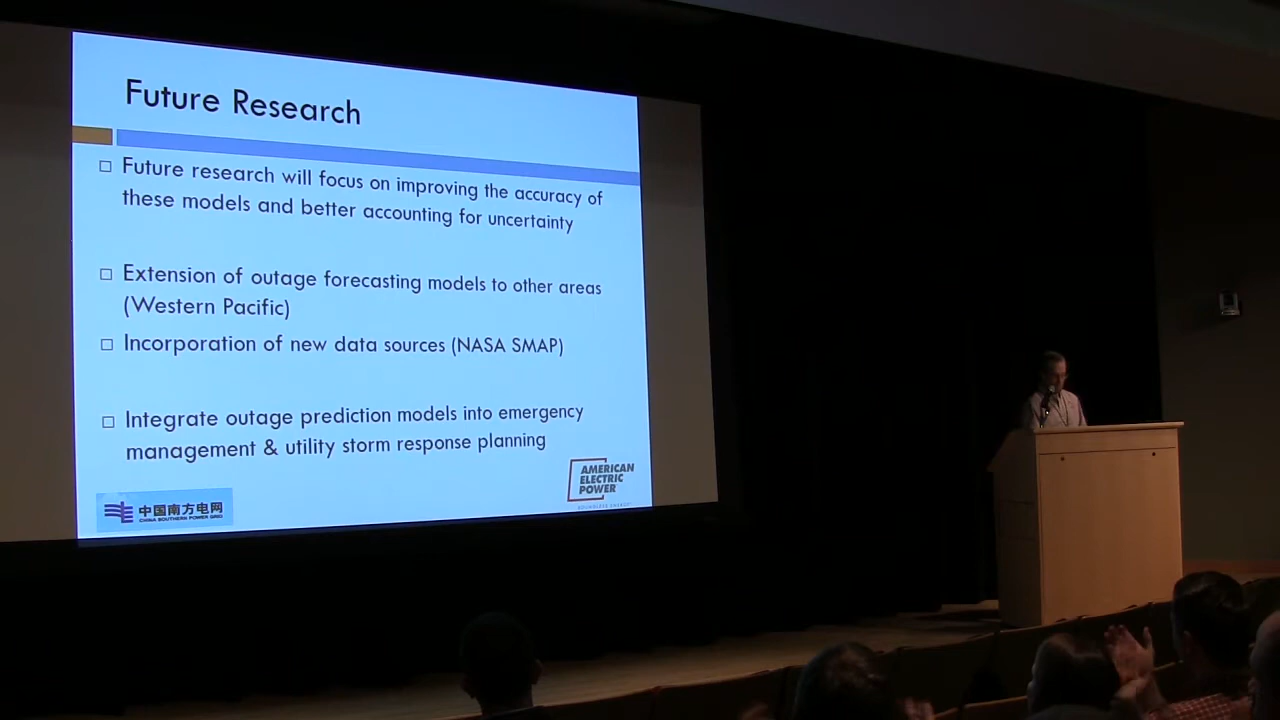 Future Research
Future research will focus on improving the accuracy of
these models and better accounting for uncertainty
Extension of outage forecasting models to other areas
(Western Pacific)
Incorporation of new data sources (NASA SMAP)
Integrate outage prediction models into emergency
management & utility storm response planning
中国南方电网
CHINA SOUTHERN POWER GRID
AMERICAN
ELECTRIC
POWER
BOUNDLESS ENERGY